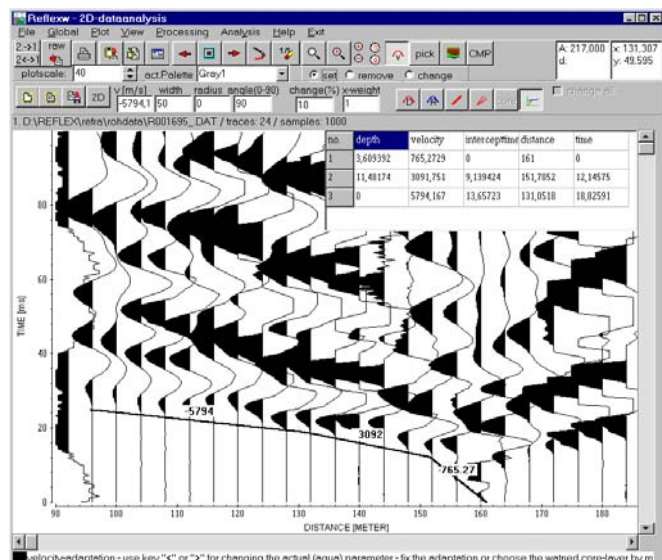 Reflexw - 2D-dataanalysis
File Global Plot View Processing Analysis Help Exit
2->1 raw
2<->1
pick CMP
A: 217,000 x: 131,307
d: y: 49.595
plotscale: 40 act.Palette Gray1 set remove change
v[m/s] width radius angle(0-90) change(%) x-weight change all
2D -5794,1 50 0 90 10 1 core
1. D:\REFLEX\refra\rohdata\R001695_.DAT / traces: 24 / samples: 1000
no. depth velocity intercepttime distance time
1 3,609392 765,2729 0 161 0
2 11,48174 3091,751 9,139424 151,7052 12,14575
3 0 5794,167 13,65723 131,0518 18,82591
TIME [ms]
80
60
40
20
0
-5794
3092
-765.27
90 100 110 120 130 140 150 160 170 180
DISTANCE [METER]
velocity-adaptation - use key "<" or ">" for changing the actual (aqua) parameter - fix the adaptation or choose the watned core-layer by m